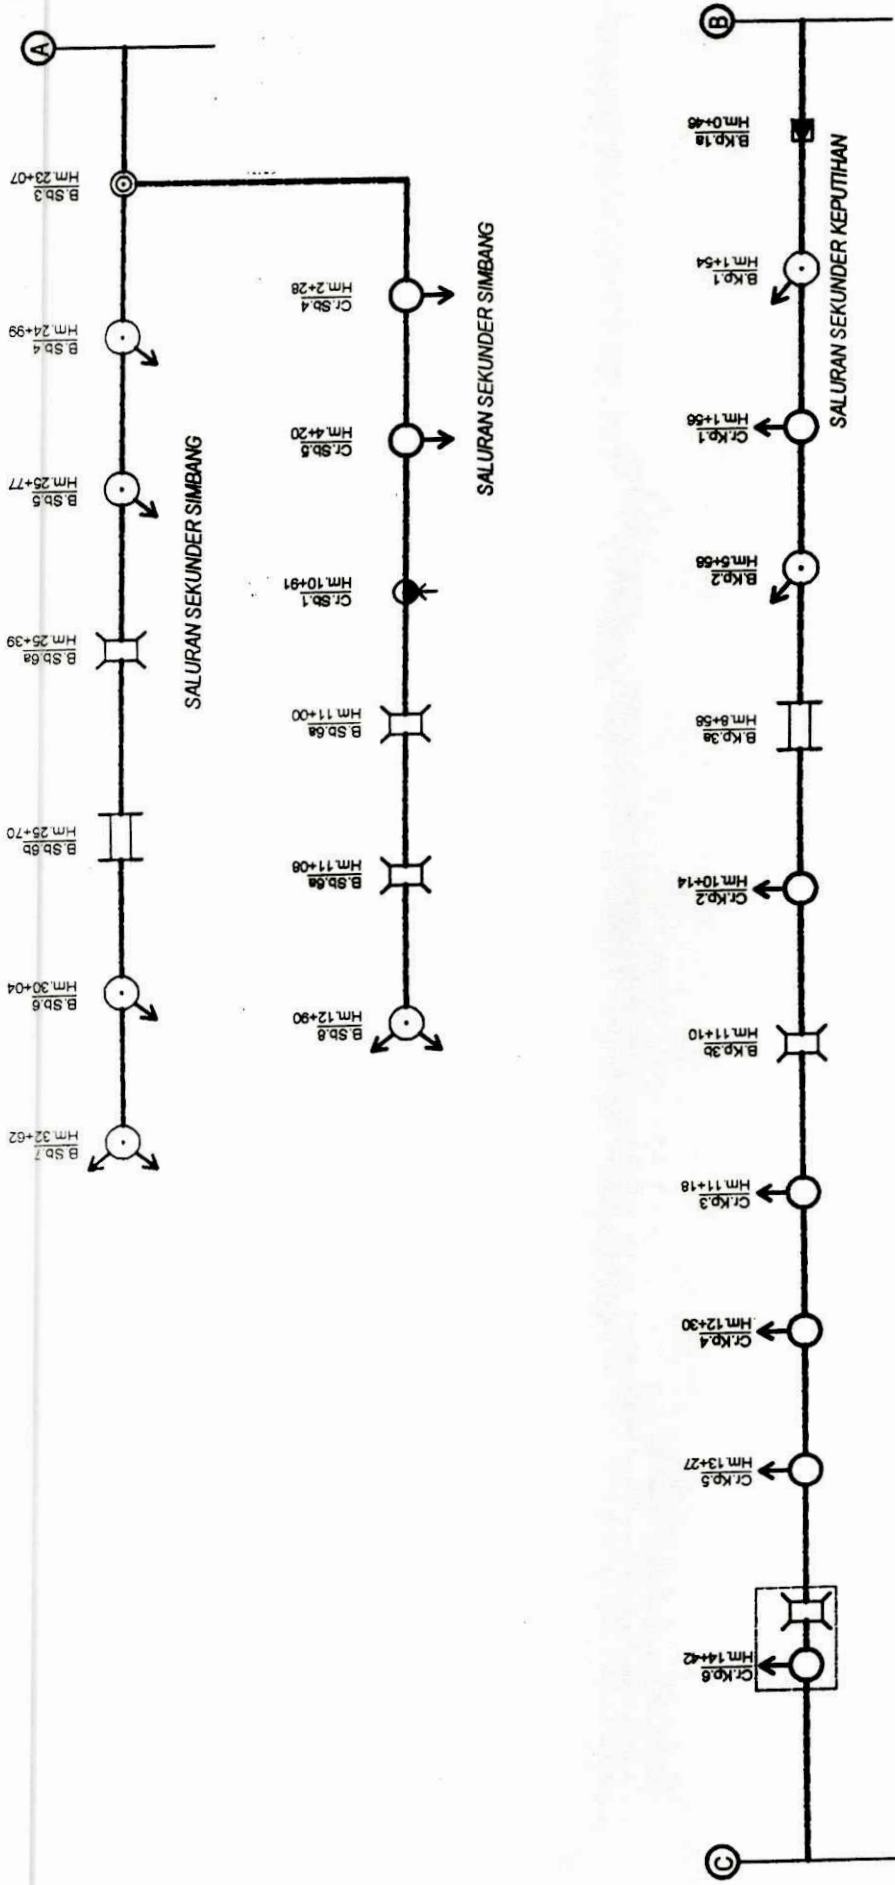 A
B.Sb.3
Hm.23+07
B.Sb.4
Hm.24+99
B.Sb.5
Hm.25+77
B.Sb.6a
Hm.25+39
B.Sb.6b
Hm.25+70
B.Sb.6
Hm.30+04
B.Sb.7
Hm.32+62
SALURAN SEKUNDER SIMBANG
Cr.Sb.4
Hm.2+28
Cr.Sb.5
Hm.4+20
Cr.Sb.1
Hm.10+91
B.Sb.6a
Hm.11+00
B.Sb.6a
Hm.11+08
B.Sb.8
Hm.12+90
SALURAN SEKUNDER SIMBANG
B
B.Kp.1a
Hm.0+46
B.Kp.1
Hm.1+54
Cr.Kp.1
Hm.1+56
B.Kp.2
Hm.5+58
B.Kp.3a
Hm.8+58
Cr.Kp.2
Hm.10+14
B.Kp.3b
Hm.11+10
Cr.Kp.3
Hm.11+18
Cr.Kp.4
Hm.12+30
Cr.Kp.5
Hm.13+27
Cr.Kp.6
Hm.14+42
SALURAN SEKUNDER KEPUTIHAN
C